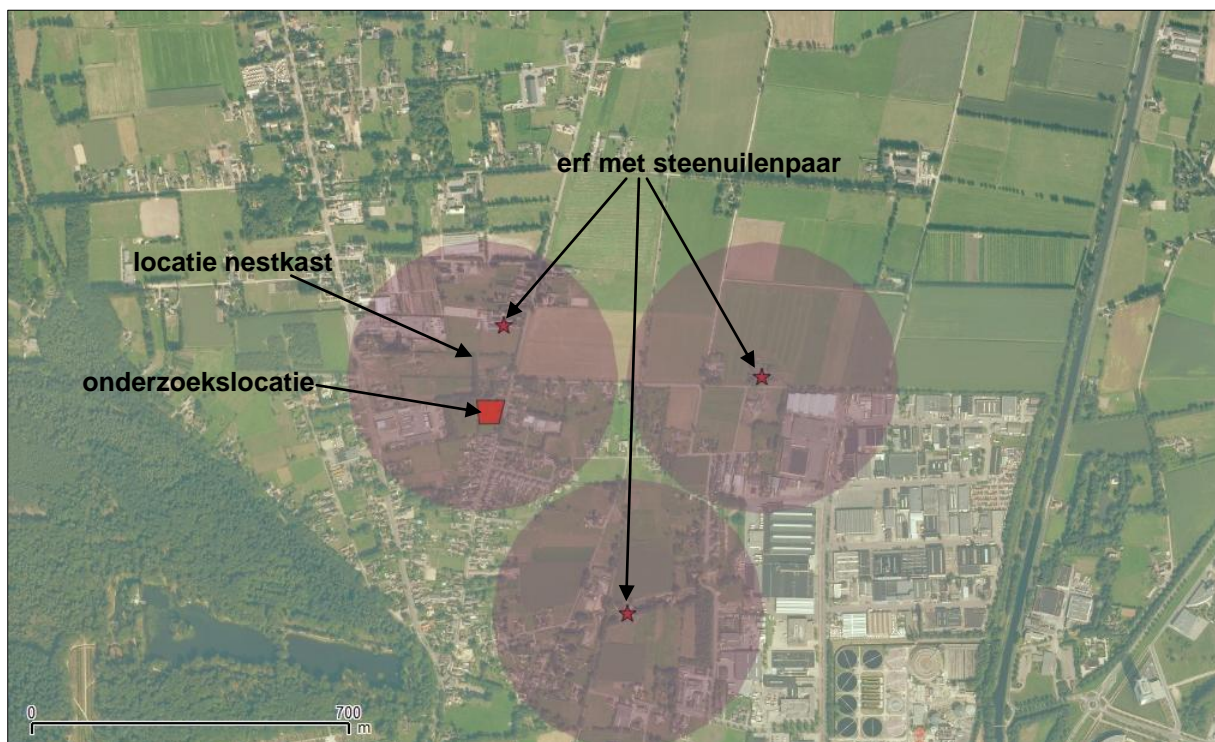 erf met steenuilenpaar
locatie nestkast
onderzoekslocatie
0 700
m